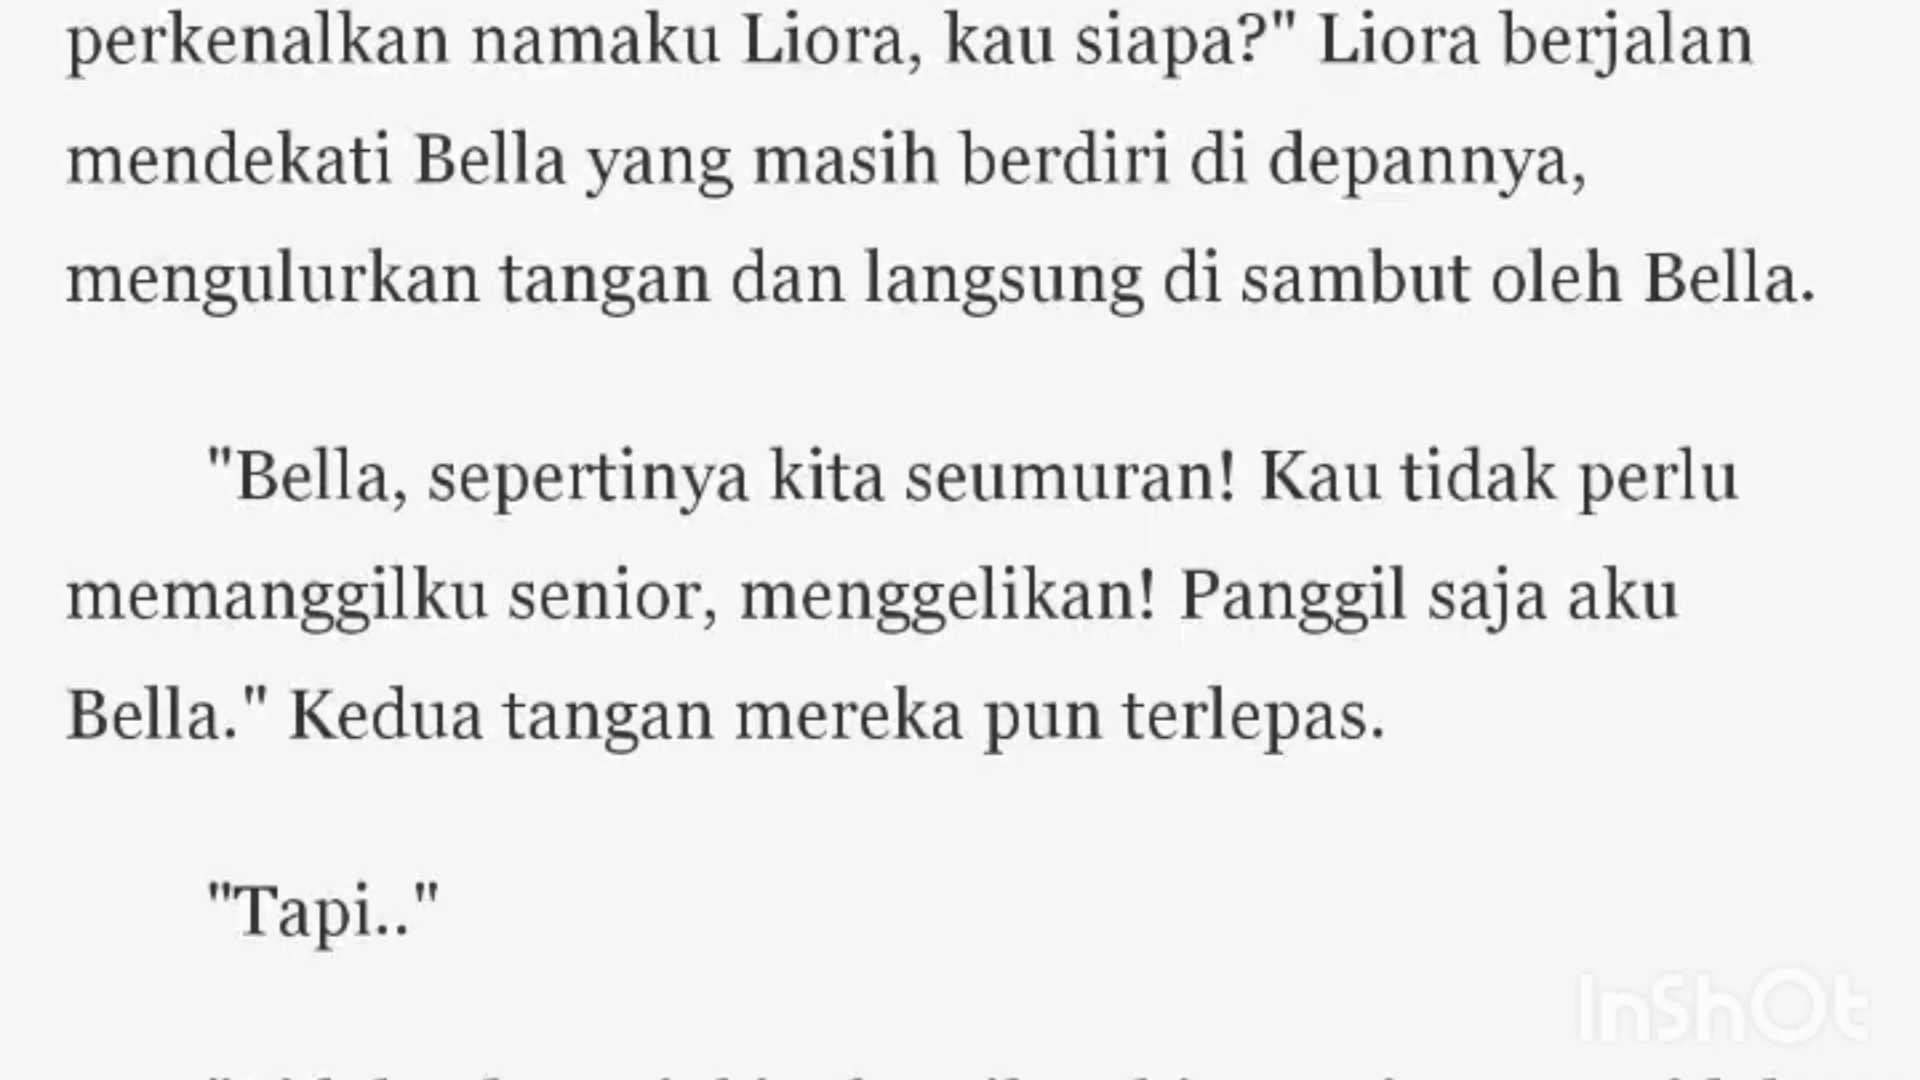 perkenalkan namaku Liora, kau siapa?" Liora berjalan
mendekati Bella yang masih berdiri di depannya,
mengulurkan tangan dan langsung di sambut oleh Bella.
"Bella, sepertinya kita seumuran! Kau tidak perlu
memanggilku senior, menggelikan! Panggil saja aku
Bella." Kedua tangan mereka pun terlepas.
"Tapi.."
InShOt